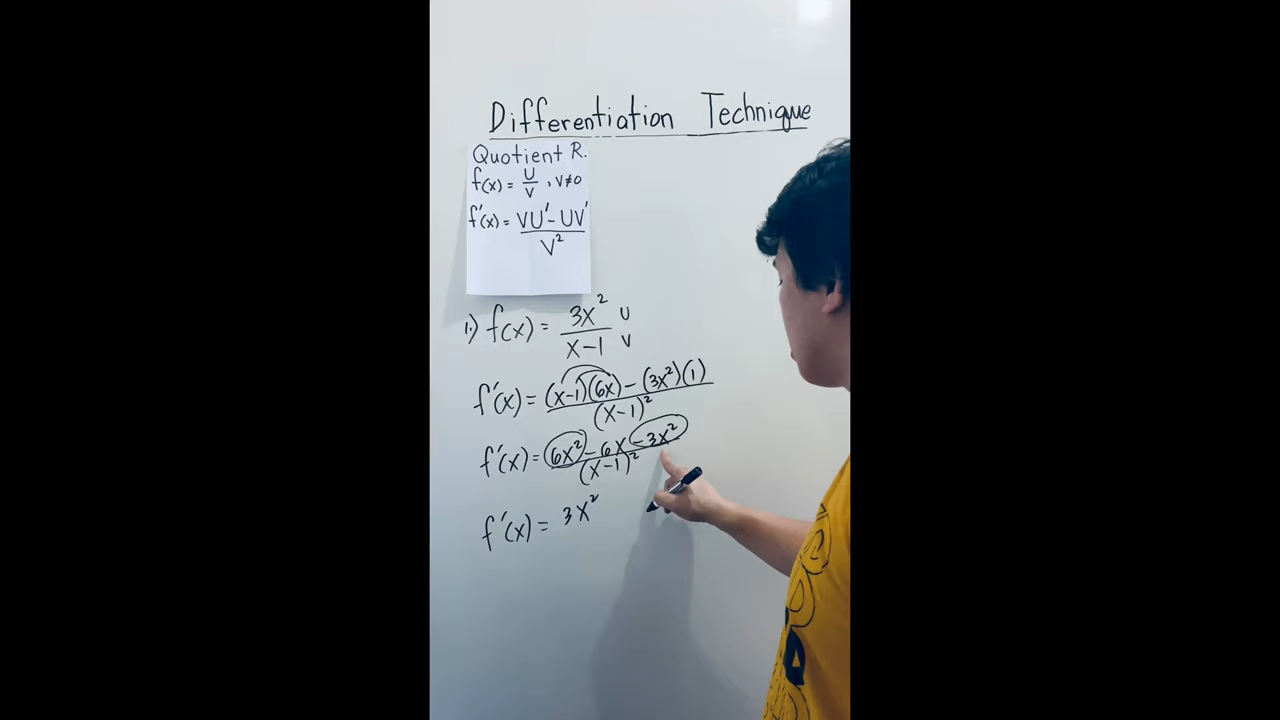 Differentiation Technique
Quotient R.
f(x) = U/V , V≠0
f'(x) = VU' - UV'
V²
1.) f(x) = 3x² U
x-1 V
f'(x) = (x-1)(6x) - (3x²)(1)
(x-1)²
f'(x) = 6x² - 6x - 3x²
(x-1)²
f'(x) = 3x²